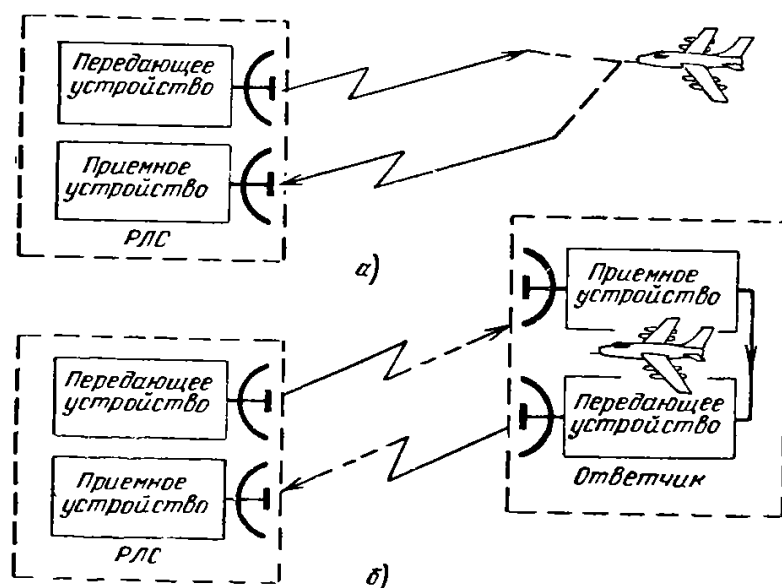 Передающее
устройство
Приемное
устройство
РЛС
а)
Приемное
устройство
Передающее
устройство
Ответчик
Передающее
устройство
Приемное
устройство
РЛС
б)